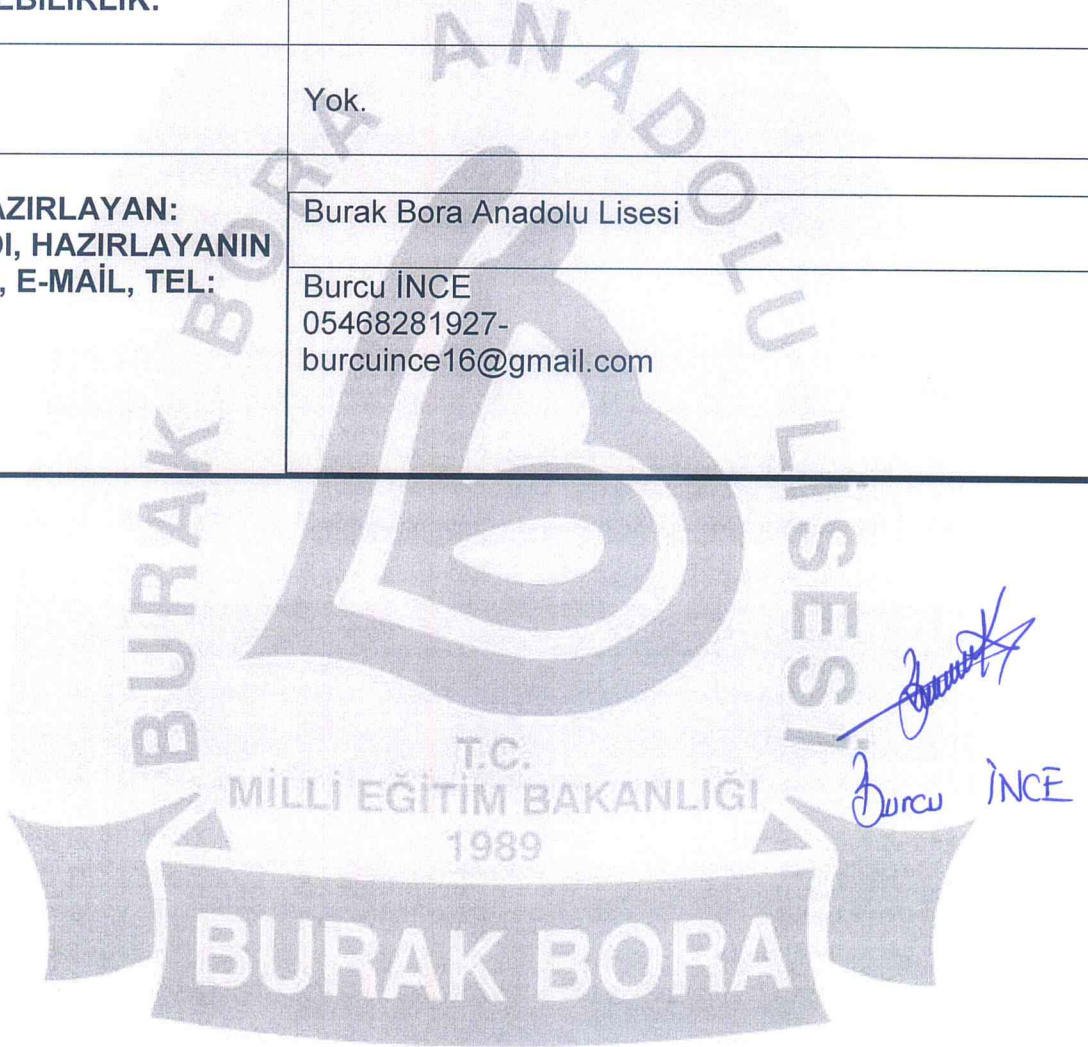 EBİLİRLİK:
Yok.
AZIRLAYAN:
DI, HAZIRLAYANIN
, E-MAİL, TEL:
Burak Bora Anadolu Lisesi
Burcu İNCE
05468281927-
burcuince16@gmail.com
BURAK BORA ANADOLU LİSESİ
T.C.
MİLLİ EĞİTİM BAKANLIĞI
1989
BURAK BORA
Burcu İNCE